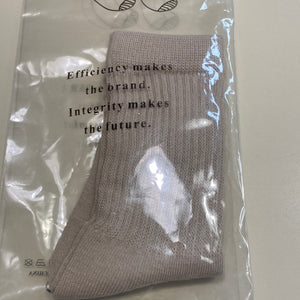 Efficiency makes
the brand.
Integrity makes
the future.